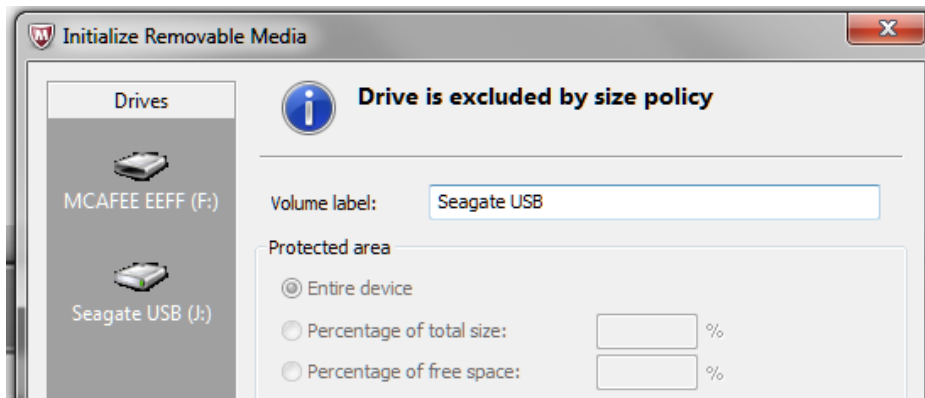 Initialize Removable Media
x
Drives
Drive is excluded by size policy
MCAFEE EEFF (F:)
Volume label:
Seagate USB
Protected area
Seagate USB (J:)
Entire device
Percentage of total size:
%
Percentage of free space:
%